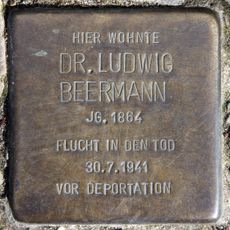 HIER WOHNTE
DR. LUDWIG
BEERMANN
JG. 1864
FLUCHT IN DEN TOD
30.7.1941
VOR DEPORTATION